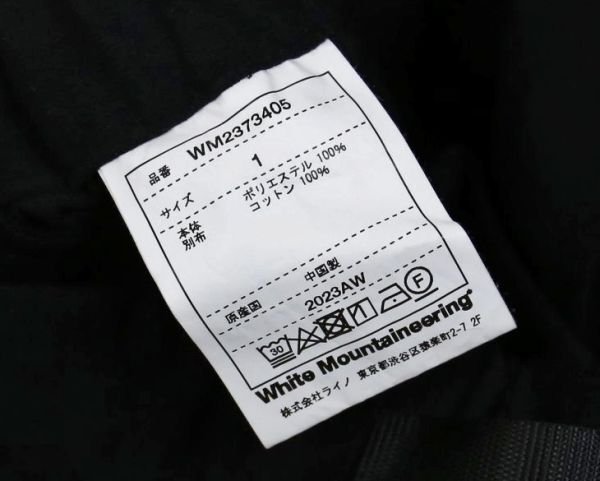 品番 WM2373405
サイズ 1
本体 ポリエステル 100%
別布 コットン 100%
原産国 中国製
2023AW
30 F
White Mountaineering®
株式会社ライノ 東京都渋谷区猿楽町2-7 2F